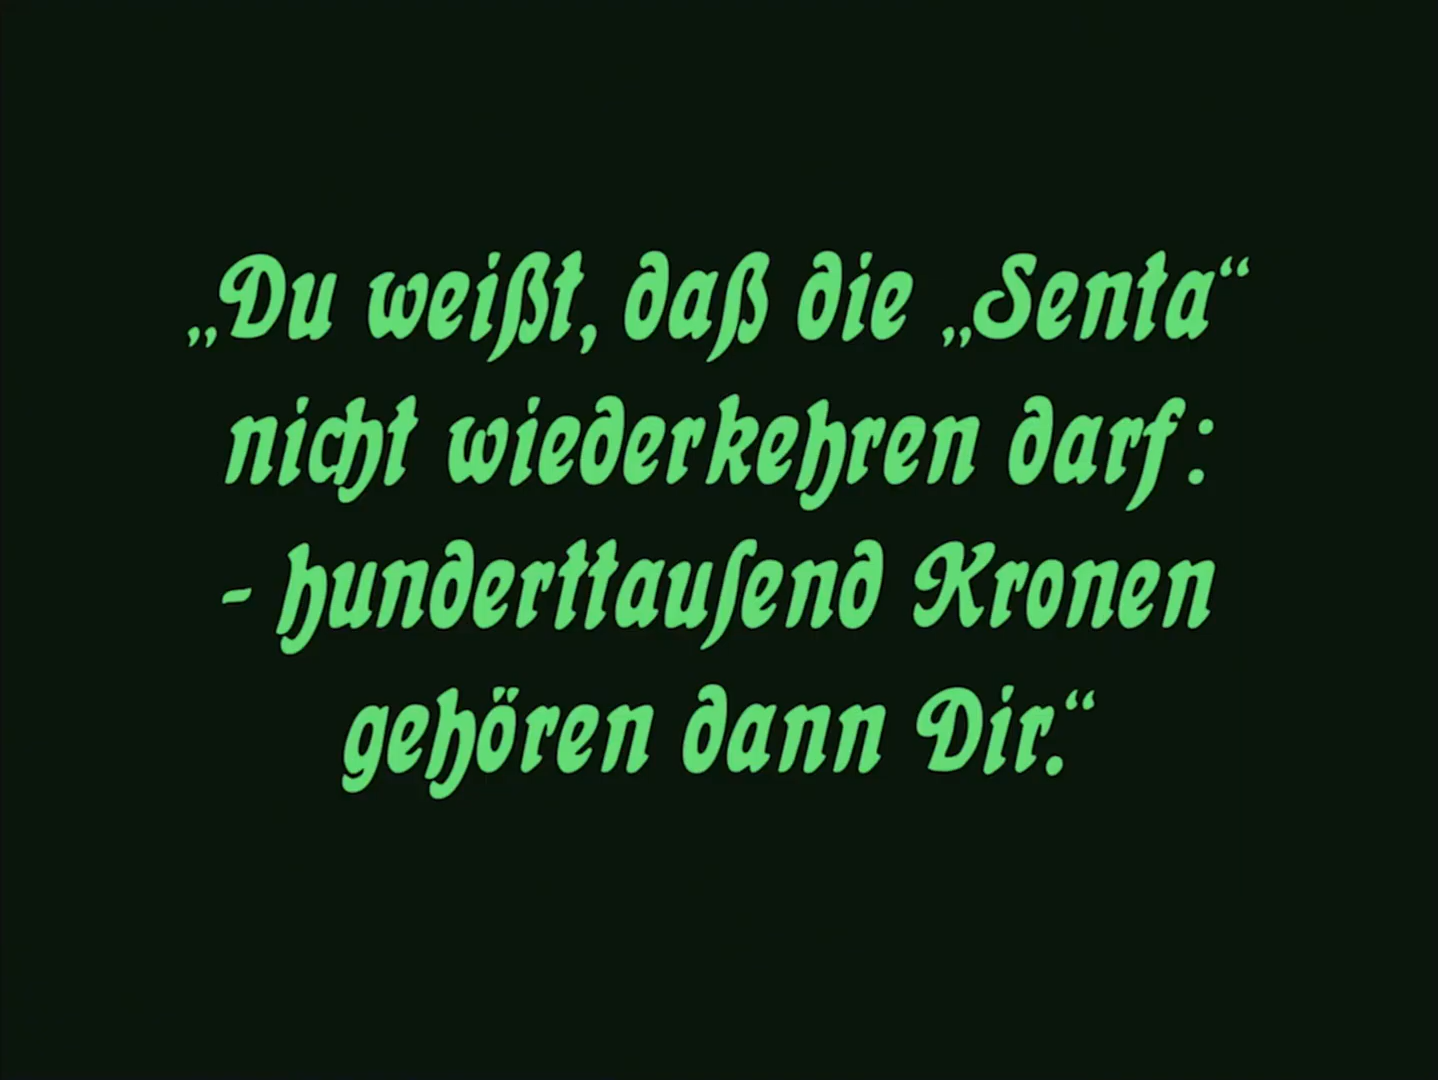 „Du weißt, daß die „Senta“
nicht wiederkehren darf:
- hunderttauſend Kronen
gehören dann Dir.“